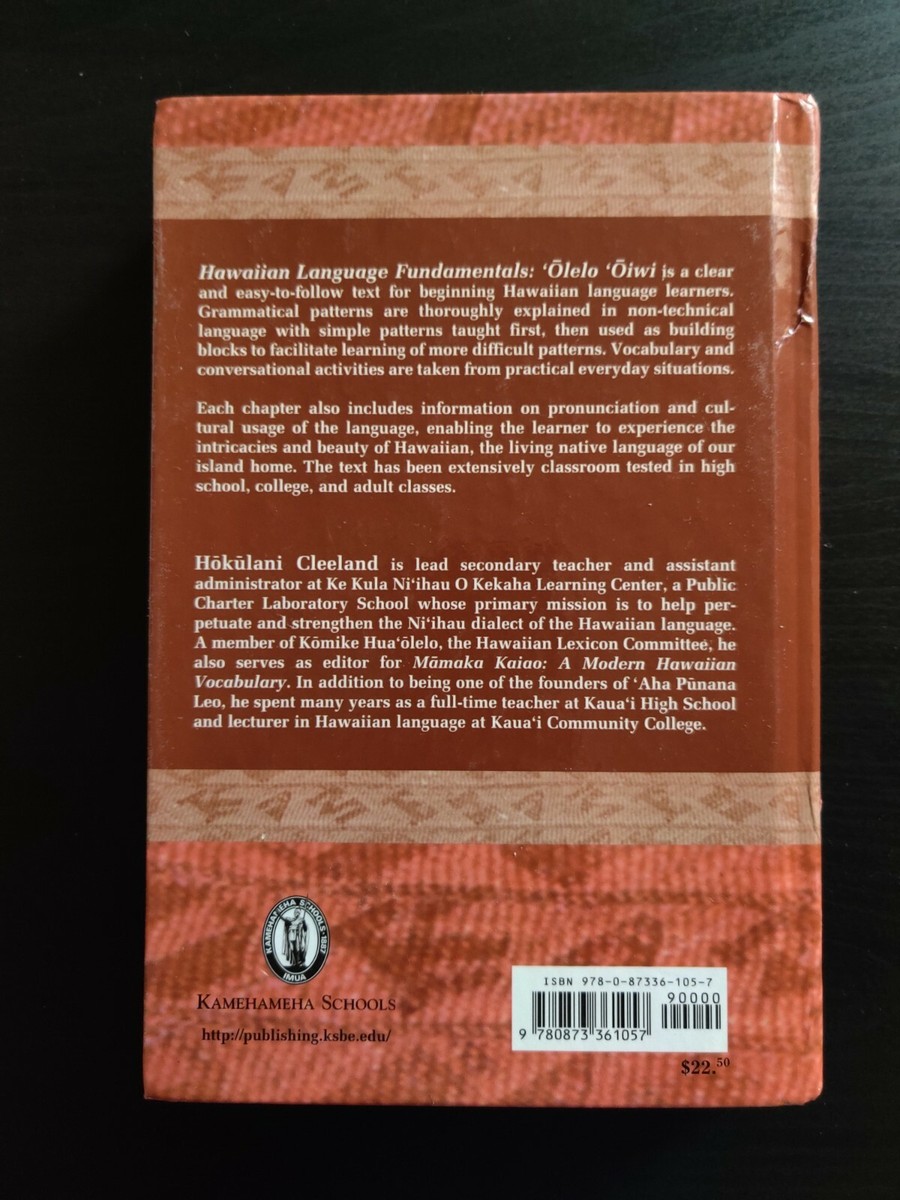 Hawaiian Language Fundamentals: ʻŌlelo ʻŌiwi is a clear
and easy-to-follow text for beginning Hawaiian language learners.
Grammatical patterns are thoroughly explained in non-technical
language with simple patterns taught first, then used as building
blocks to facilitate learning of more difficult patterns. Vocabulary and
conversational activities are taken from practical everyday situations.
Each chapter also includes information on pronunciation and cul-
tural usage of the language, enabling the learner to experience the
intricacies and beauty of Hawaiian, the living native language of our
island home. The text has been extensively classroom tested in high
school, college, and adult classes.
Hōkūlani Cleeland is lead secondary teacher and assistant
administrator at Ke Kula Niʻihau O Kekaha Learning Center, a Public
Charter Laboratory School whose primary mission is to help per-
petuate and strengthen the Niʻihau dialect of the Hawaiian language.
A member of Kōmike Huaʻōlelo, the Hawaiian Lexicon Committee, he
also serves as editor for Māmaka Kaiao: A Modern Hawaiian
Vocabulary. In addition to being one of the founders of ʻAha Pūnana
Leo, he spent many years as a full-time teacher at Kauaʻi High School
and lecturer in Hawaiian language at Kauaʻi Community College.
KAMEHAMEHA SCHOOLS · 1887
IMUA
KAMEHAMEHA SCHOOLS
http://publishing.ksbe.edu/
ISBN 978-0-87336-105-7
90000
9 780873 361057
$22.50